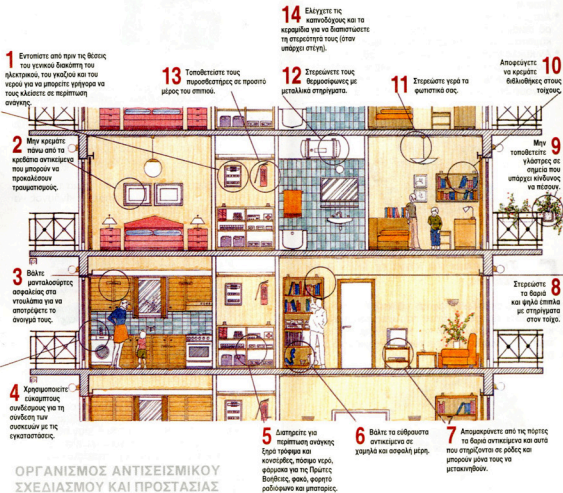 14 Ελέγχετε τις
καπνοδόχους και τα
κεραμίδια για να διαπιστώσετε
τη στερεότητά τους (όταν
υπάρχει στέγη).
1 Εντοπίστε από πριν τις θέσεις
του γενικού διακόπτη του
ηλεκτρικού, του γκαζιού και του
νερού για να μπορείτε γρήγορα να
τους κλείσετε σε περίπτωση
ανάγκης.
13 Τοποθετείστε τους
πυροσβεστήρες σε προσιτό
μέρος του σπιτιού.
12 Στερεώνετε τους
θερμοσίφωνες με
μεταλλικά στηρίγματα.
11 Στερεώστε γερά τα
φωτιστικά σας.
Αποφεύγετε 10
να κρεμάτε
βιβλιοθήκες στους
τοίχους.
2 Μην κρεμάτε
πάνω από τα
κρεβάτια αντικείμενα
που μπορούν να
προκαλέσουν
τραυματισμούς.
Μην 9
τοποθετείτε
γλάστρες σε
σημεία που
υπάρχει κίνδυνος
να πέσουν.
3 Βάλτε
μανταλοσύρτες
ασφαλείας στα
ντουλάπια για να
αποτρέψετε το
άνοιγμά τους.
Στερεώστε 8
τα βαριά
και ψηλά έπιπλα
με στηρίγματα
στον τοίχο.
4 Χρησιμοποιείτε
εύκαμπτους
συνδέσμους για τη
σύνδεση των
συσκευών με τις
εγκαταστάσεις.
5 Διατηρείτε για
περίπτωση ανάγκης
ξηρά τρόφιμα και
κονσέρβες, πόσιμο νερό,
φάρμακα για τις Πρώτες
Βοήθειες, φακό, φορητό
ραδιόφωνο και μπαταρίες.
6 Βάλτε τα εύθραυστα
αντικείμενα σε
χαμηλά και ασφαλή μέρη.
7 Απομακρύνετε από τις πόρτες
τα βαριά αντικείμενα και αυτά
που στηρίζονται σε ρόδες και
μπορούν μόνα τους να
μετακινηθούν.
ΟΡΓΑΝΙΣΜΟΣ ΑΝΤΙΣΕΙΣΜΙΚΟΥ
ΣΧΕΔΙΑΣΜΟΥ ΚΑΙ ΠΡΟΣΤΑΣΙΑΣ